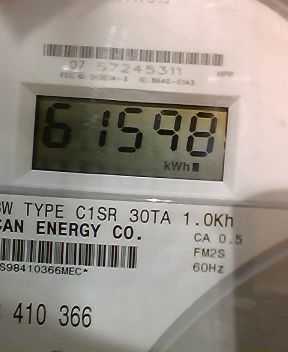 07 57245311
61598
kWh
SW TYPE C1SR 30TA 1.0Kh
CAN ENERGY CO.
CA 0.5
FM2S
60Hz
S98410366MEC*
410 366